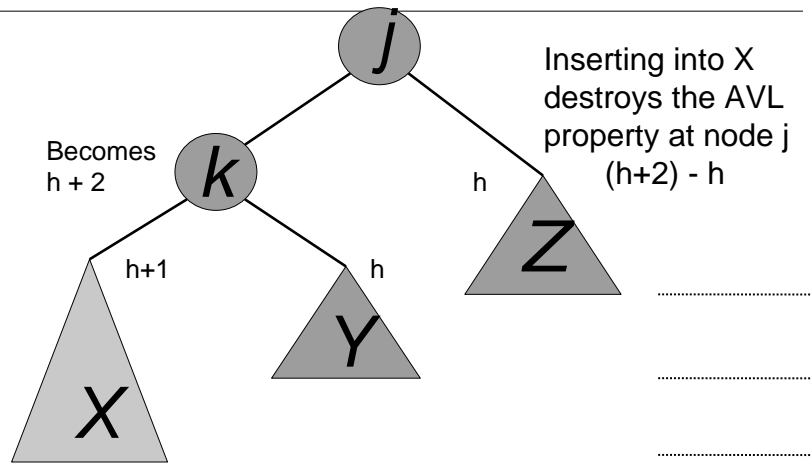 j
Inserting into X
destroys the AVL
property at node j
(h+2) - h
Becomes
h + 2
k
h
Z
h+1
h
Y
X